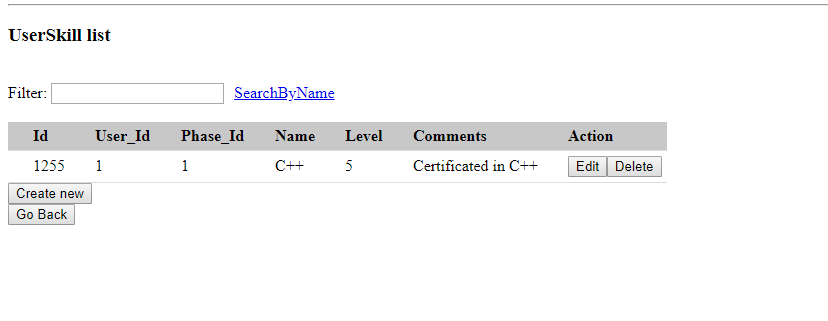 UserSkill list
Filter: SearchByName
Id User_Id Phase_Id Name Level Comments Action
1255 1 1 C++ 5 Certificated in C++ Edit Delete
Create new
Go Back